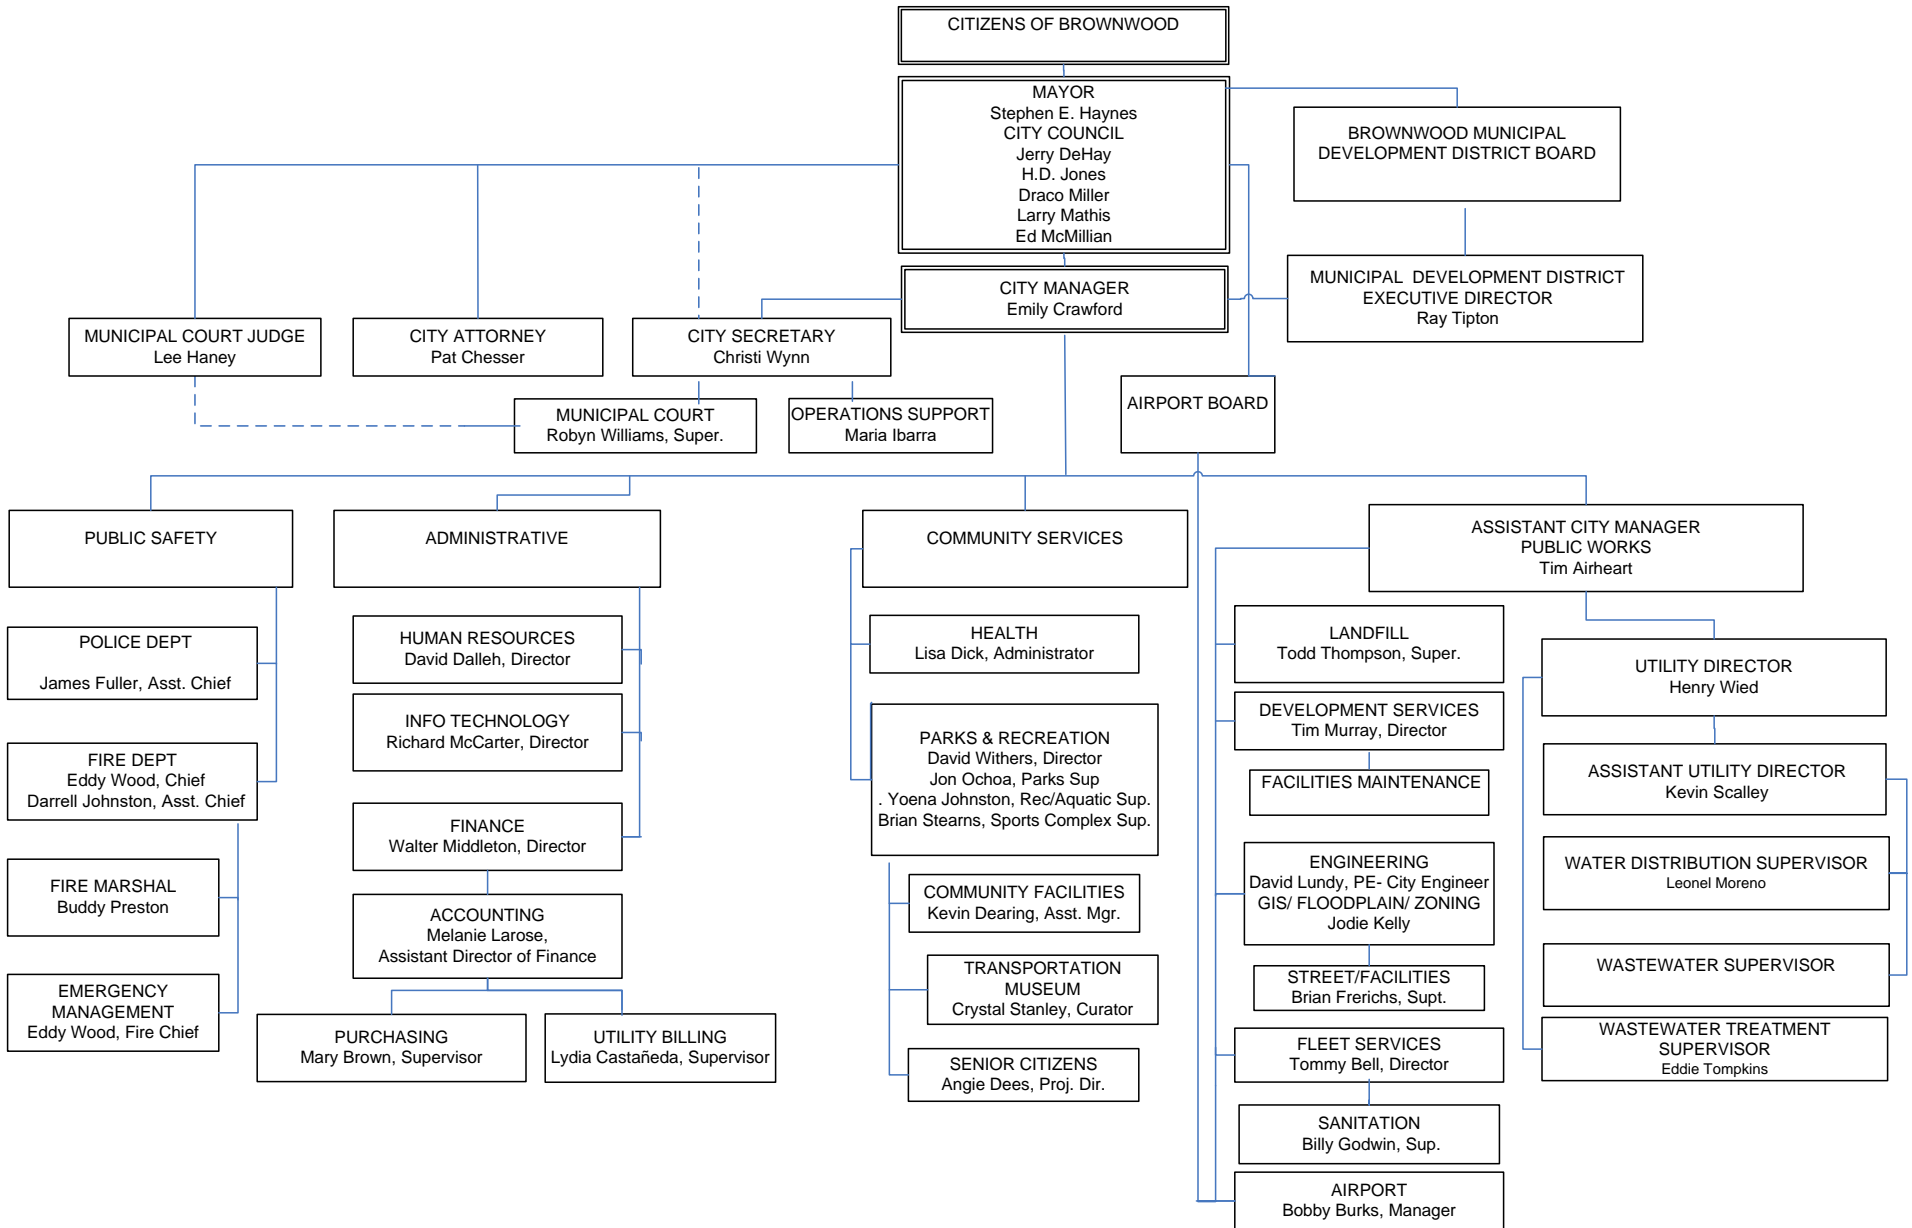 CITIZENS OF BROWNWOOD
MAYOR
Stephen E. Haynes
CITY COUNCIL
Jerry DeHay
H.D. Jones
Draco Miller
Larry Mathis
Ed McMillian
BROWNWOOD MUNICIPAL
DEVELOPMENT DISTRICT BOARD
CITY MANAGER
Emily Crawford
MUNICIPAL DEVELOPMENT DISTRICT
EXECUTIVE DIRECTOR
Ray Tipton
MUNICIPAL COURT JUDGE
Lee Haney
CITY ATTORNEY
Pat Chesser
CITY SECRETARY
Christi Wynn
MUNICIPAL COURT
Robyn Williams, Super.
OPERATIONS SUPPORT
Maria Ibarra
AIRPORT BOARD
PUBLIC SAFETY
POLICE DEPT
James Fuller, Asst. Chief
FIRE DEPT
Eddy Wood, Chief
Darrell Johnston, Asst. Chief
FIRE MARSHAL
Buddy Preston
EMERGENCY
MANAGEMENT
Eddy Wood, Fire Chief
ADMINISTRATIVE
HUMAN RESOURCES
David Dalleh, Director
INFO TECHNOLOGY
Richard McCarter, Director
FINANCE
Walter Middleton, Director
ACCOUNTING
Melanie Larose,
Assistant Director of Finance
PURCHASING
Mary Brown, Supervisor
UTILITY BILLING
Lydia Castañeda, Supervisor
COMMUNITY SERVICES
HEALTH
Lisa Dick, Administrator
PARKS & RECREATION
David Withers, Director
Jon Ochoa, Parks Sup
. Yoena Johnston, Rec/Aquatic Sup.
Brian Stearns, Sports Complex Sup.
COMMUNITY FACILITIES
Kevin Dearing, Asst. Mgr.
TRANSPORTATION
MUSEUM
Crystal Stanley, Curator
SENIOR CITIZENS
Angie Dees, Proj. Dir.
ASSISTANT CITY MANAGER
PUBLIC WORKS
Tim Airheart
LANDFILL
Todd Thompson, Super.
DEVELOPMENT SERVICES
Tim Murray, Director
FACILITIES MAINTENANCE
ENGINEERING
David Lundy, PE- City Engineer
GIS/ FLOODPLAIN/ ZONING
Jodie Kelly
STREET/FACILITIES
Brian Frerichs, Supt.
FLEET SERVICES
Tommy Bell, Director
SANITATION
Billy Godwin, Sup.
AIRPORT
Bobby Burks, Manager
UTILITY DIRECTOR
Henry Wied
ASSISTANT UTILITY DIRECTOR
Kevin Scalley
WATER DISTRIBUTION SUPERVISOR
Leonel Moreno
WASTEWATER SUPERVISOR
WASTEWATER TREATMENT
SUPERVISOR
Eddie Tompkins